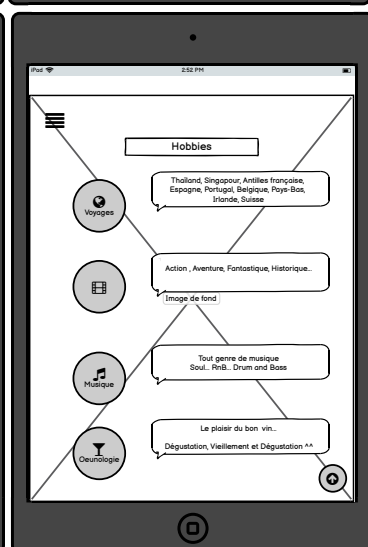 iPad
2:52 PM
Hobbies
Thaïland, Singapour, Antilles française,
Espagne, Portugal, Belgique, Pays-Bas,
Irlande, Suisse
Voyages
Action , Aventure, Fantastique, Historique...
Image de fond
Tout genre de musique
Soul... RnB... Drum and Bass
Musique
Le plaisir du bon vin...
Dégustation, Vieillement et Dégustation ^^
Oeunologie